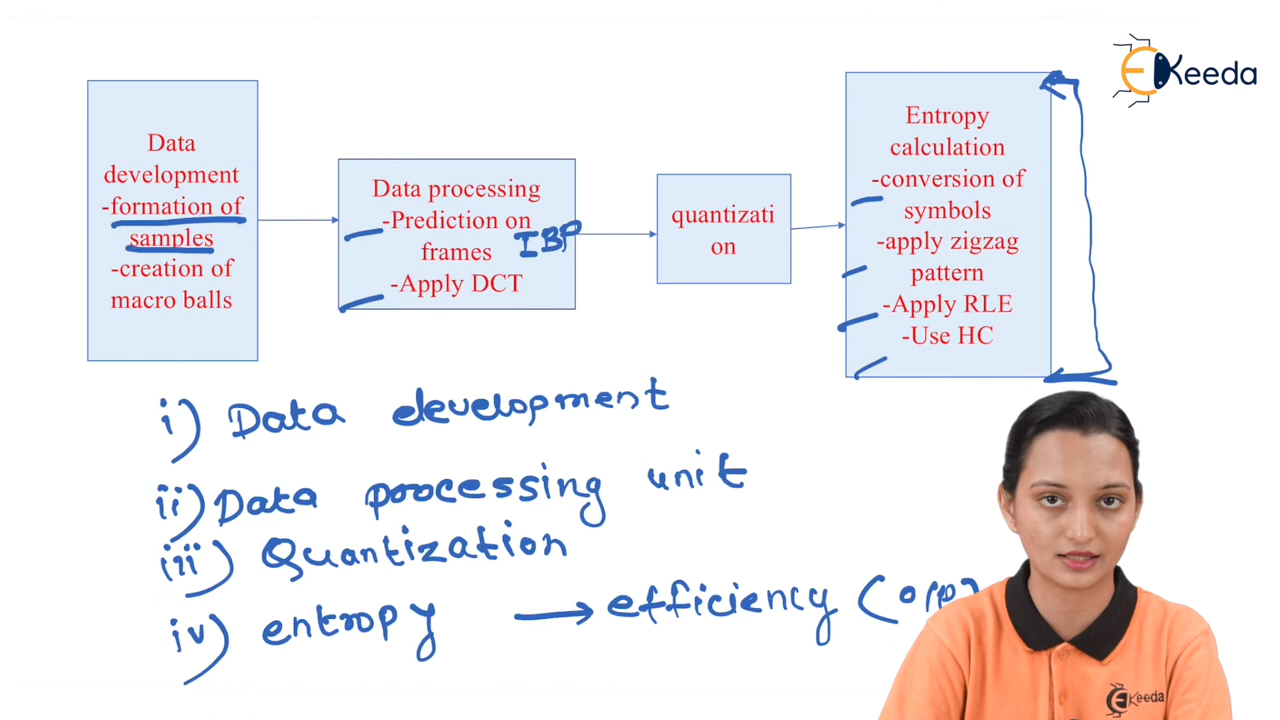 EKeeda
Data
development
-formation of
samples
-creation of
macro balls
Data processing
-Prediction on
frames
IBP
-Apply DCT
quantizati
on
Entropy
calculation
-conversion of
symbols
-apply zigzag
pattern
-Apply RLE
-Use HC
i) Data development
ii) Data processing unit
iii) Quantization
iv) entropy → efficiency (
EKeeda